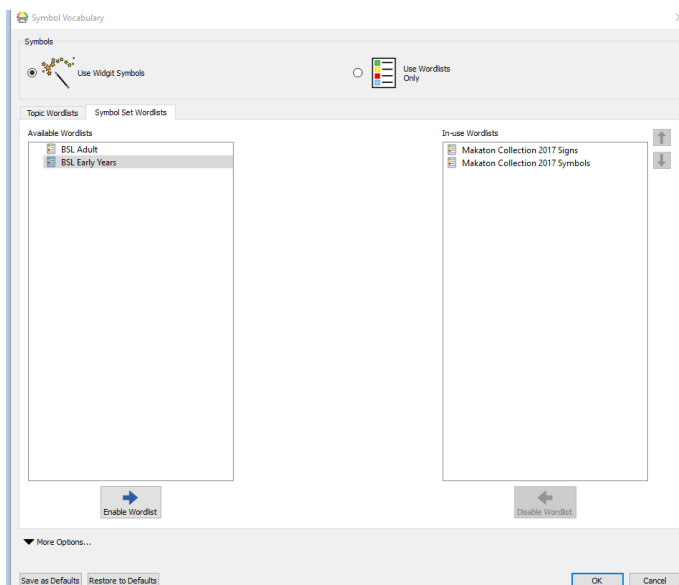 Symbol Vocabulary
Symbols
Use Widgit Symbols
Use Wordlists
Only
Topic Wordlists
Symbol Set Wordlists
Available Wordlists
In-use Wordlists
BSL Adult
BSL Early Years
Makaton Collection 2017 Signs
Makaton Collection 2017 Symbols
Enable Wordlist
Disable Wordlist
More Options...
Save as Defaults
Restore to Defaults
OK
Cancel